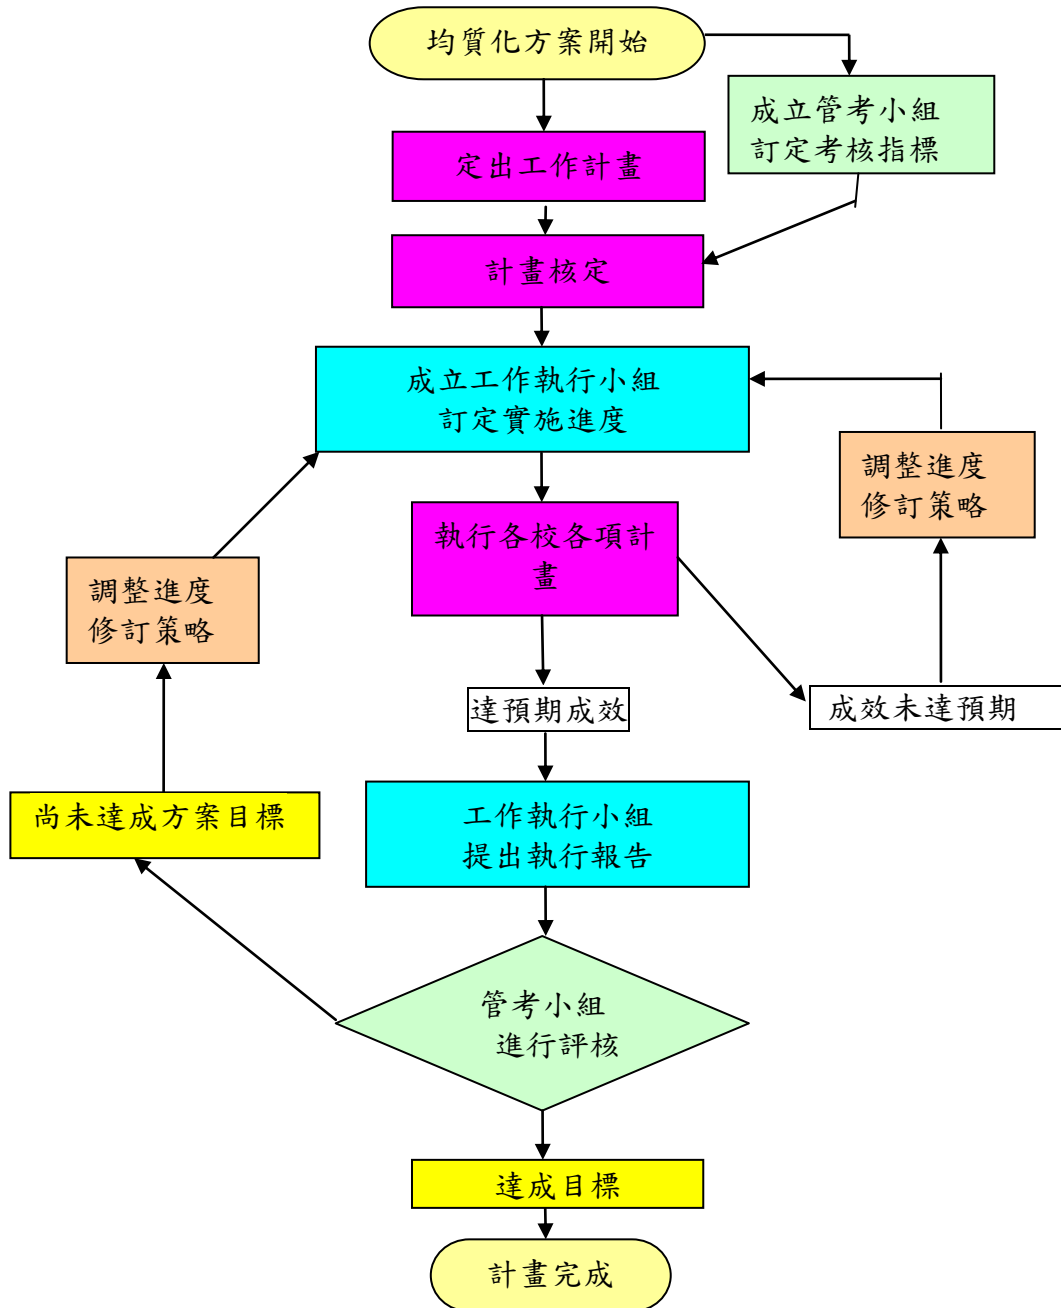 均質化方案開始
成立管考小組
訂定考核指標
定出工作計畫
計畫核定
成立工作執行小組
訂定實施進度
調整進度
修訂策略
執行各校各項計
畫
調整進度
修訂策略
達預期成效
成效未達預期
尚未達成方案目標
工作執行小組
提出執行報告
管考小組
進行評核
達成目標
計畫完成